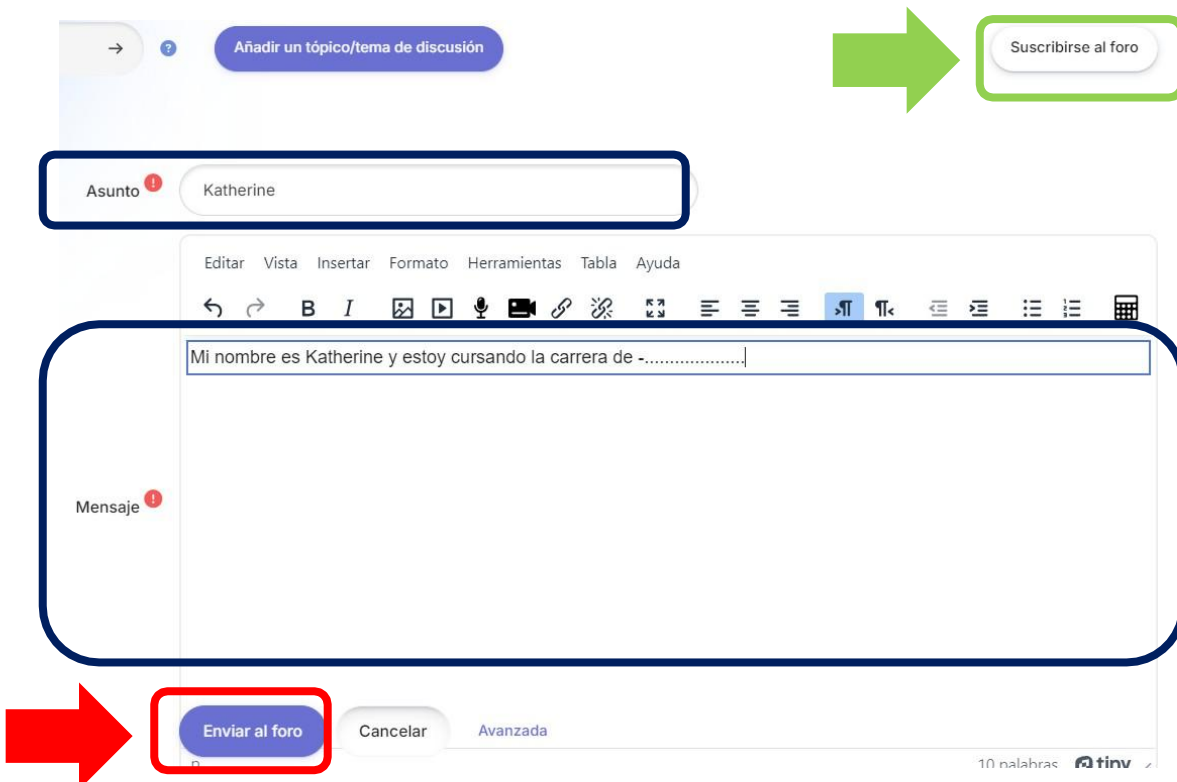 Añadir un tópico/tema de discusión
Suscribirse al foro
Asunto
Katherine
Editar Vista Insertar Formato Herramientas Tabla Ayuda
Mi nombre es Katherine y estoy cursando la carrera de -....................
Mensaje
Enviar al foro Cancelar Avanzada
10 palabras tiny